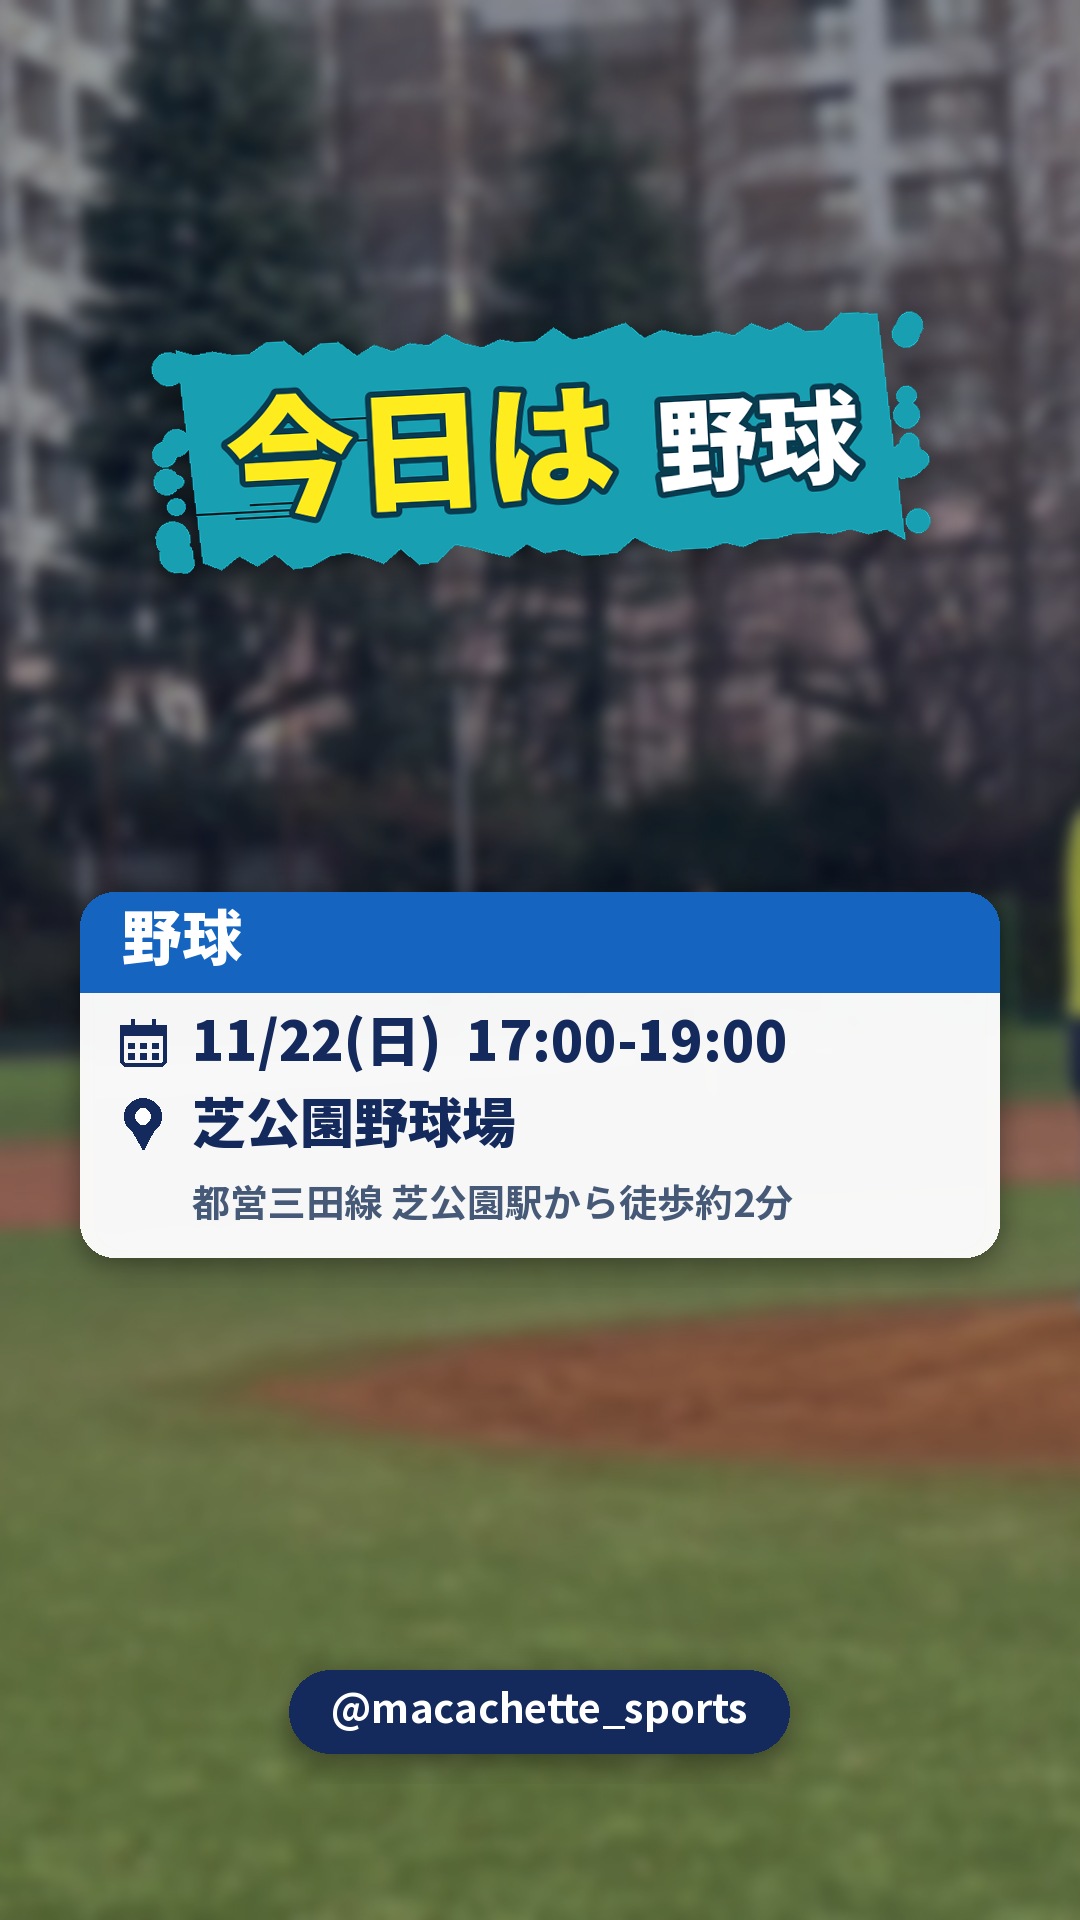 今日は 野球
野球
11/22(日) 17:00-19:00
芝公園野球場
都営三田線 芝公園駅から徒歩約2分
@macachette_sports